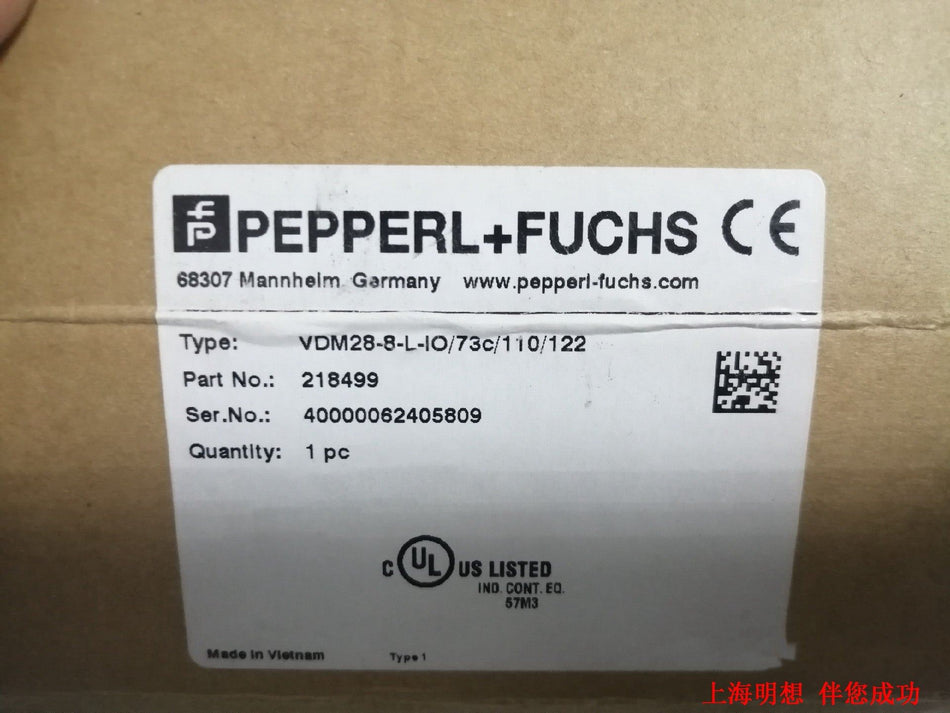 PEPPERL+FUCHS CE
68307 Mannheim Germany www.pepperl-fuchs.com
Type: VDM28-8-L-IO/73c/110/122
Part No.: 218499
Ser.No.: 40000062405809
Quantity: 1 pc
C UL US LISTED
IND. CONT. EQ.
57M3
Made in Vietnam Type 1
上海明想 伴您成功